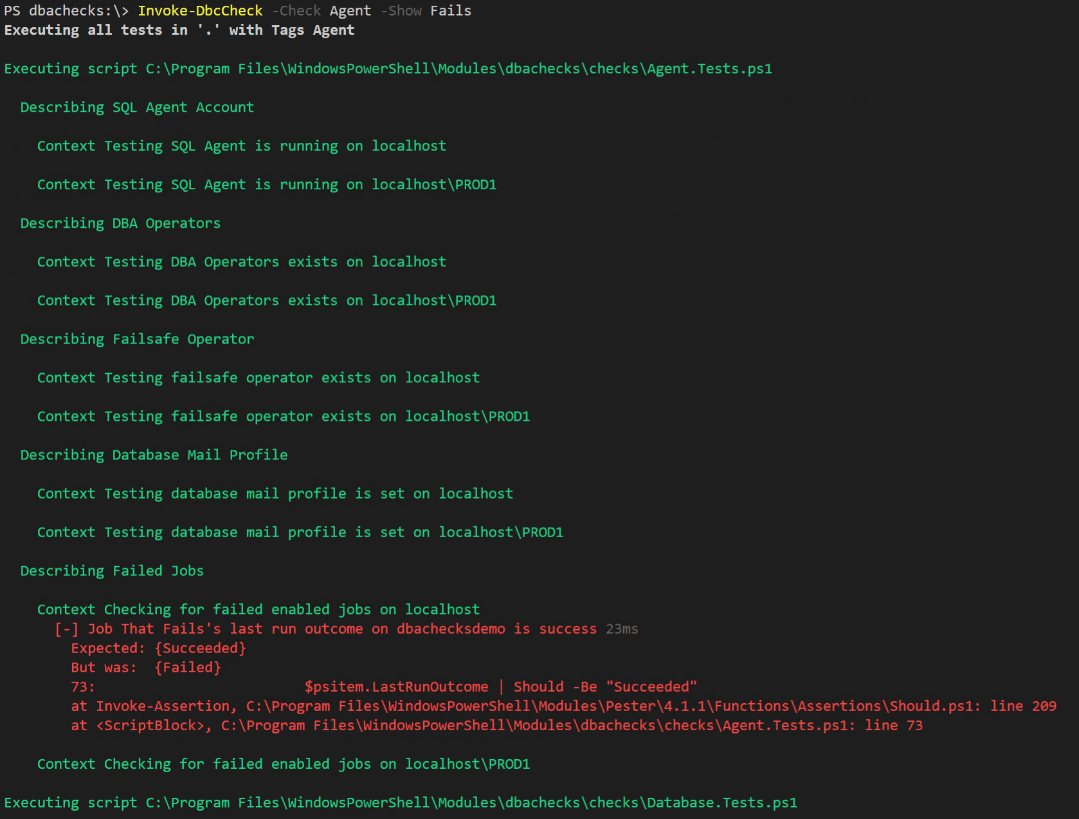 PS dbachecks:\> Invoke-DbcCheck -Check Agent -Show Fails
Executing all tests in '.' with Tags Agent
Executing script C:\Program Files\WindowsPowerShell\Modules\dbachecks\checks\Agent.Tests.ps1
Describing SQL Agent Account
Context Testing SQL Agent is running on localhost
Context Testing SQL Agent is running on localhost\PROD1
Describing DBA Operators
Context Testing DBA Operators exists on localhost
Context Testing DBA Operators exists on localhost\PROD1
Describing Failsafe Operator
Context Testing failsafe operator exists on localhost
Context Testing failsafe operator exists on localhost\PROD1
Describing Database Mail Profile
Context Testing database mail profile is set on localhost
Context Testing database mail profile is set on localhost\PROD1
Describing Failed Jobs
Context Checking for failed enabled jobs on localhost
[-] Job That Fails's last run outcome on dbachecksdemo is success 23ms
Expected: {Succeeded}
But was:  {Failed}
73:                         $psitem.LastRunOutcome | Should -Be "Succeeded"
at Invoke-Assertion, C:\Program Files\WindowsPowerShell\Modules\Pester\4.1.1\Functions\Assertions\Should.ps1: line 209
at <ScriptBlock>, C:\Program Files\WindowsPowerShell\Modules\dbachecks\checks\Agent.Tests.ps1: line 73
Context Checking for failed enabled jobs on localhost\PROD1
Executing script C:\Program Files\WindowsPowerShell\Modules\dbachecks\checks\Database.Tests.ps1